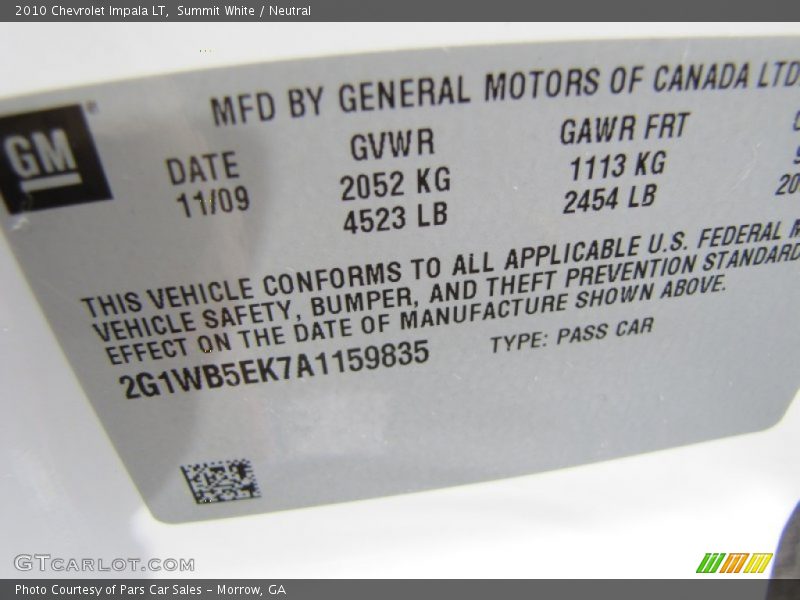 2010 Chevrolet Impala LT, Summit White / Neutral
MFD BY GENERAL MOTORS OF CANADA LTD.
GM
DATE
11/09
GVWR
2052 KG
4523 LB
GAWR FRT
1113 KG
2454 LB
20
THIS VEHICLE CONFORMS TO ALL APPLICABLE U.S. FEDERAL
VEHICLE SAFETY, BUMPER, AND THEFT PREVENTION STANDARD
EFFECT ON THE DATE OF MANUFACTURE SHOWN ABOVE.
2G1WB5EK7A1159835
TYPE: PASS CAR
GTCARLOT.COM
Photo Courtesy of Pars Car Sales - Morrow, GA